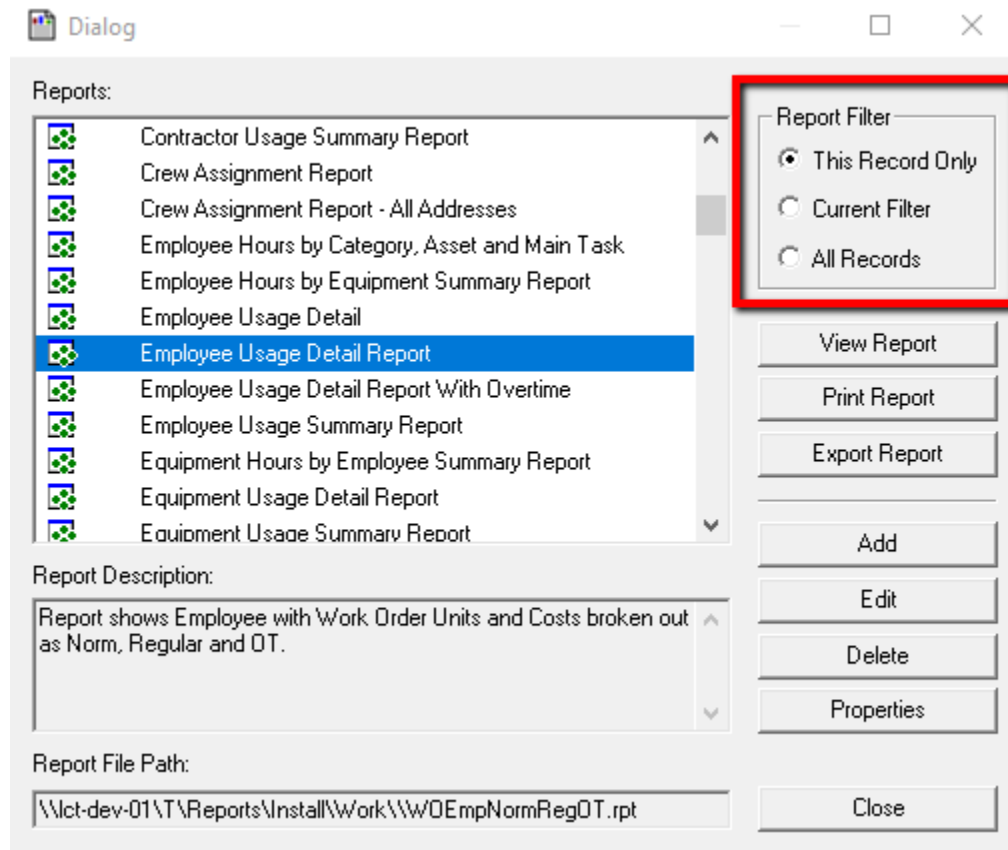 Dialog
Reports:
Contractor Usage Summary Report
Crew Assignment Report
Crew Assignment Report - All Addresses
Employee Hours by Category, Asset and Main Task
Employee Hours by Equipment Summary Report
Employee Usage Detail
Employee Usage Detail Report
Employee Usage Detail Report With Overtime
Employee Usage Summary Report
Equipment Hours by Employee Summary Report
Equipment Usage Detail Report
Equipment Usage Summary Report
Report Description:
Report shows Employee with Work Order Units and Costs broken out
as Norm, Regular and OT.
Report File Path:
\\lct-dev-01\T\Reports\Install\Work\\WOEmpNormRegOT.rpt
Report Filter
This Record Only
Current Filter
All Records
View Report
Print Report
Export Report
Add
Edit
Delete
Properties
Close